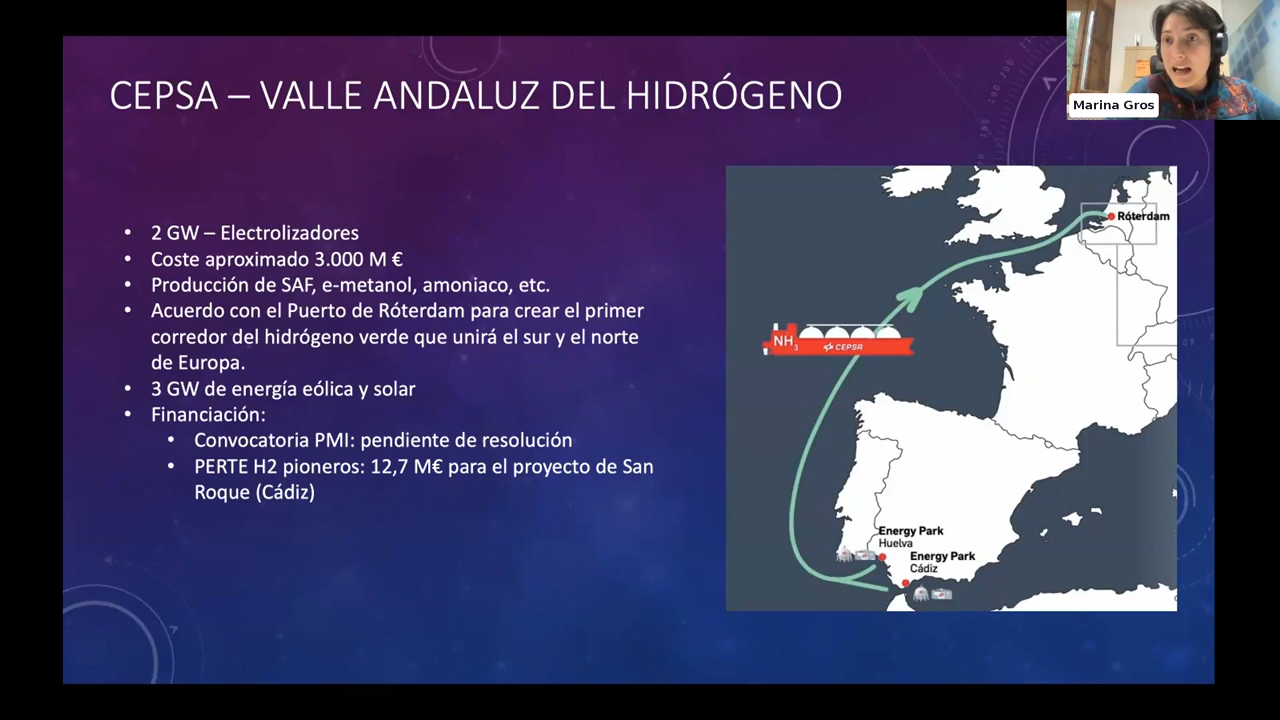 Marina Gros
CEPSA – VALLE ANDALUZ DEL HIDRÓGENO
• 2 GW – Electrolizadores
• Coste aproximado 3.000 M €
• Producción de SAF, e-metanol, amoniaco, etc.
• Acuerdo con el Puerto de Róterdam para crear el primer
corredor del hidrógeno verde que unirá el sur y el norte
de Europa.
• 3 GW de energía eólica y solar
• Financiación:
• Convocatoria PMI: pendiente de resolución
• PERTE H2 pioneros: 12,7 M€ para el proyecto de San
Roque (Cádiz)
Róterdam
NH3
CEPSA
Energy Park
Huelva
Energy Park
Cádiz